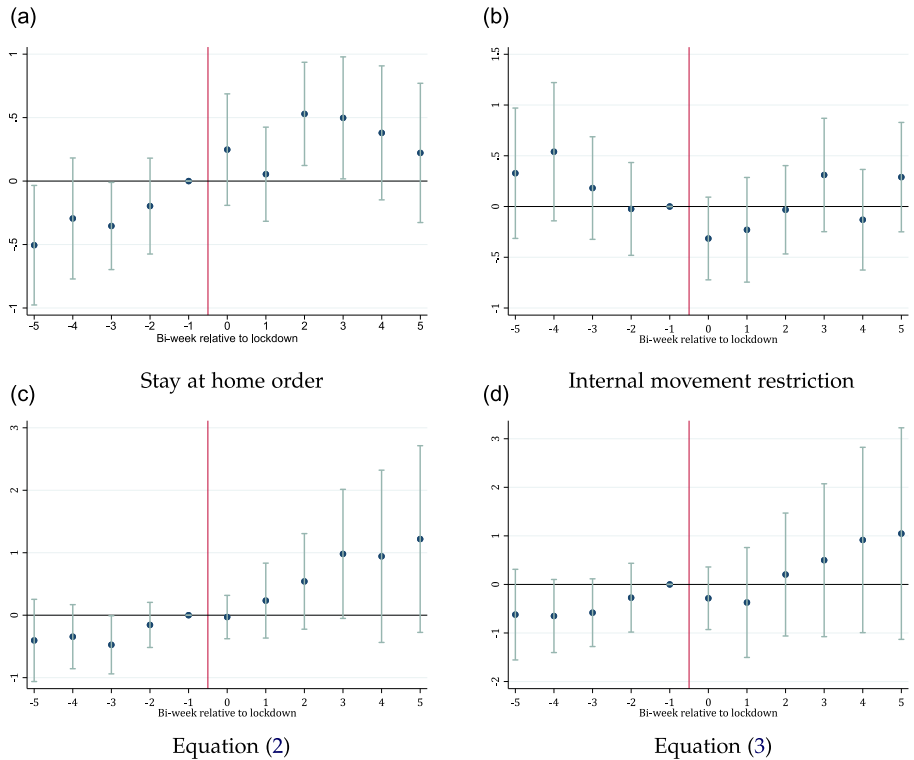 (a)
1
.5
0
-.5
-1
-5 -4 -3 -2 -1 0 1 2 3 4 5
Bi-week relative to lockdown
Stay at home order
(b)
1.5
1
.5
0
-.5
-1
-5 -4 -3 -2 -1 0 1 2 3 4 5
Bi-week relative to lockdown
Internal movement restriction
(c)
3
2
1
0
-1
-5 -4 -3 -2 -1 0 1 2 3 4 5
Bi-week relative to lockdown
Equation (2)
(d)
3
2
1
0
-1
-2
-5 -4 -3 -2 -1 0 1 2 3 4 5
Bi-week relative to lockdown
Equation (3)